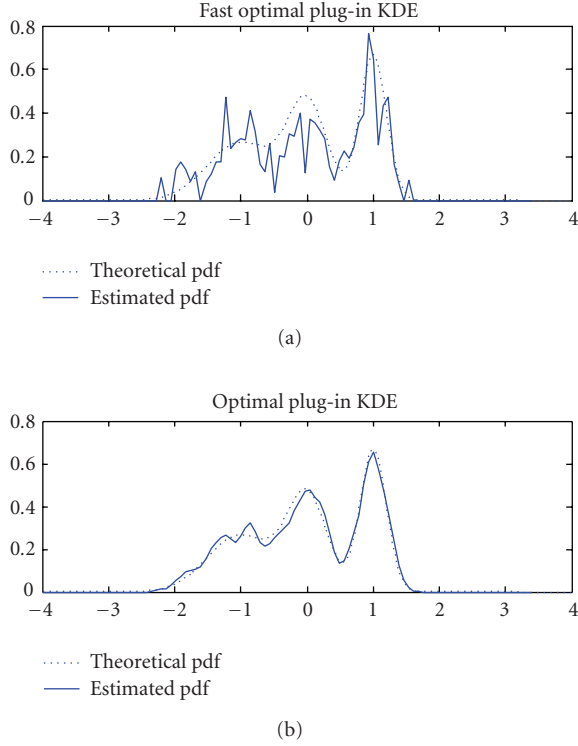 Fast optimal plug-in KDE
0.8
0.6
0.4
0.2
0
−4 −3 −2 −1 0 1 2 3 4
Theoretical pdf
Estimated pdf
(a)
Optimal plug-in KDE
0.8
0.6
0.4
0.2
0
−4 −3 −2 −1 0 1 2 3 4
Theoretical pdf
Estimated pdf
(b)